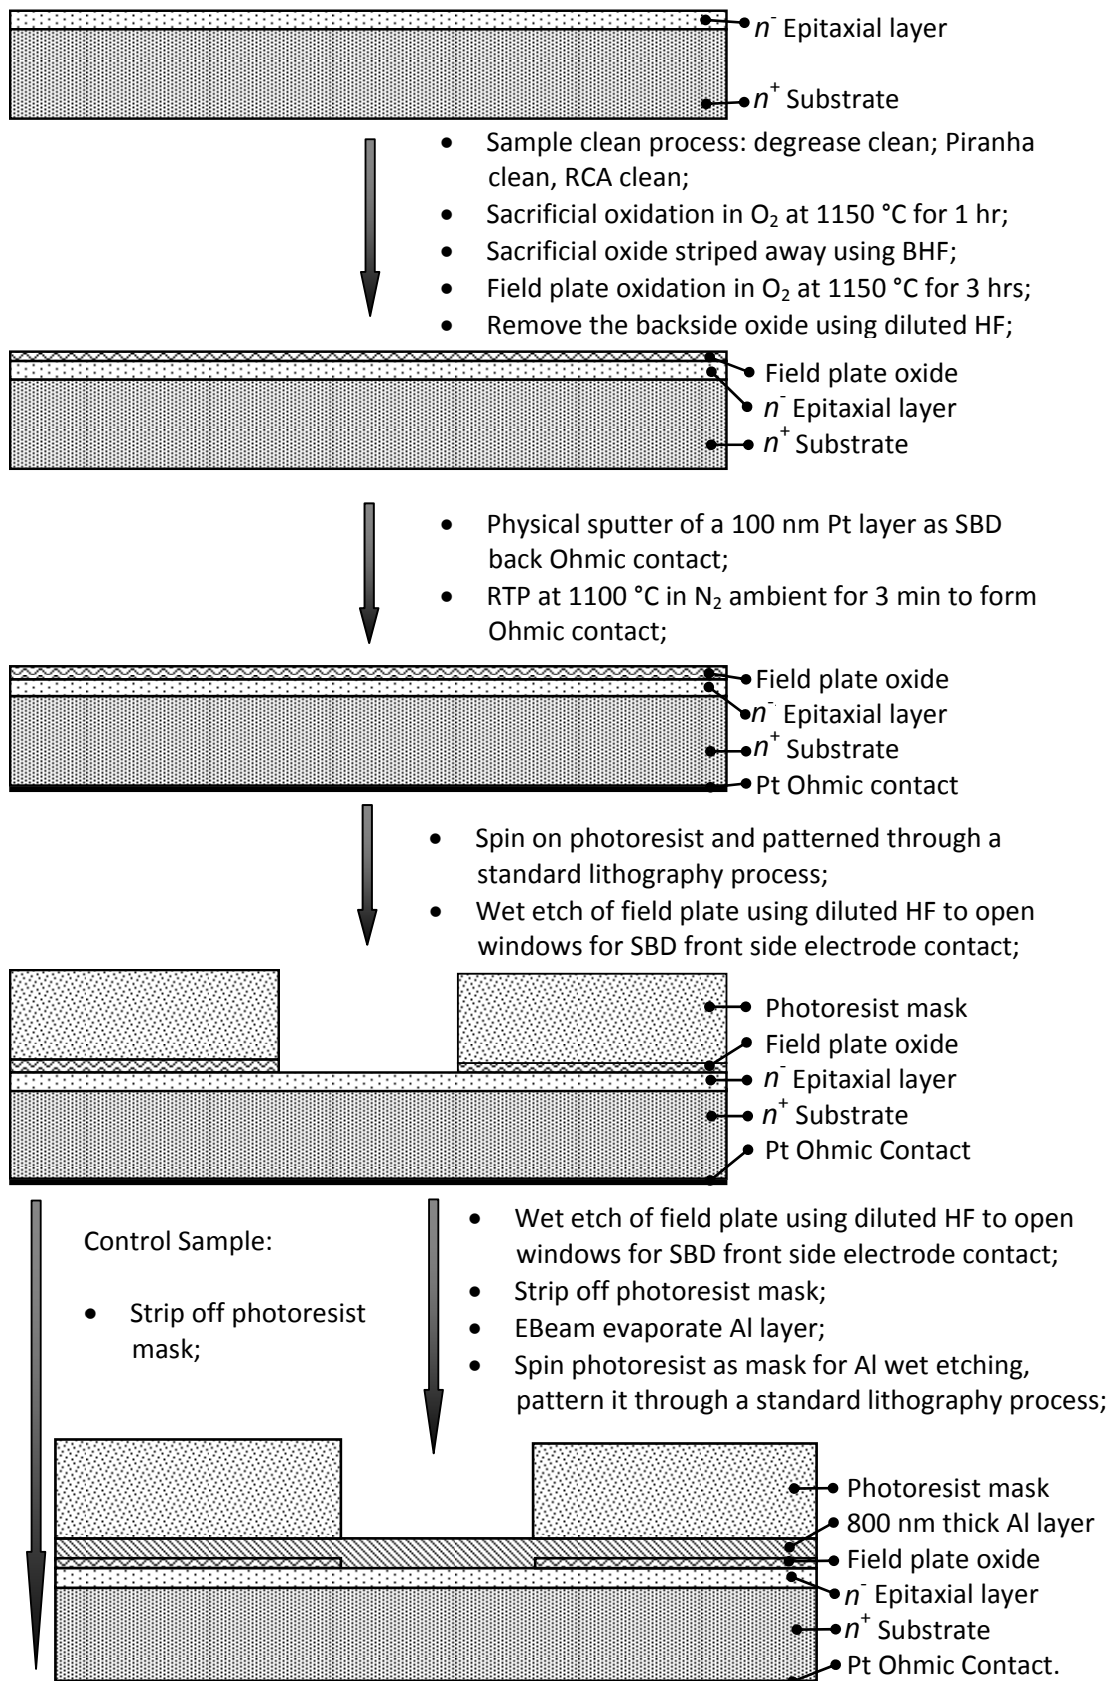 n⁻ Epitaxial layer
n⁺ Substrate
• Sample clean process: degrease clean; Piranha
clean, RCA clean;
• Sacrificial oxidation in O₂ at 1150 °C for 1 hr;
• Sacrificial oxide striped away using BHF;
• Field plate oxidation in O₂ at 1150 °C for 3 hrs;
• Remove the backside oxide using diluted HF;
Field plate oxide
n⁻ Epitaxial layer
n⁺ Substrate
• Physical sputter of a 100 nm Pt layer as SBD
back Ohmic contact;
• RTP at 1100 °C in N₂ ambient for 3 min to form
Ohmic contact;
Field plate oxide
n⁻ Epitaxial layer
n⁺ Substrate
Pt Ohmic contact
• Spin on photoresist and patterned through a
standard lithography process;
• Wet etch of field plate using diluted HF to open
windows for SBD front side electrode contact;
Photoresist mask
Field plate oxide
n⁻ Epitaxial layer
n⁺ Substrate
Pt Ohmic Contact
Control Sample:
• Strip off photoresist
mask;
• Wet etch of field plate using diluted HF to open
windows for SBD front side electrode contact;
• Strip off photoresist mask;
• EBeam evaporate Al layer;
• Spin photoresist as mask for Al wet etching,
pattern it through a standard lithography process;
Photoresist mask
800 nm thick Al layer
Field plate oxide
n⁻ Epitaxial layer
n⁺ Substrate
Pt Ohmic Contact.